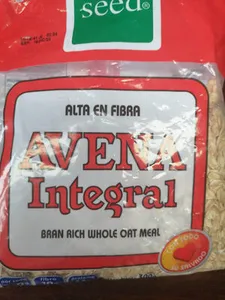 seed®
ALTA EN FIBRA
AVENA
Integral
BRAN RICH WHOLE OAT MEAL